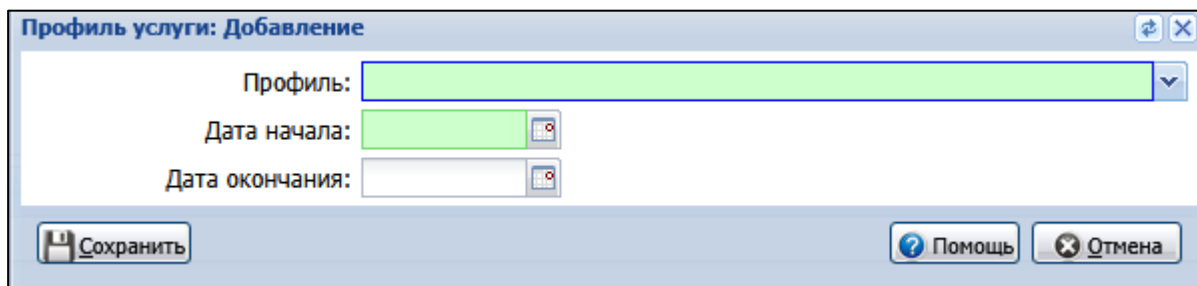 Профиль услуги: Добавление
Профиль:
Дата начала:
Дата окончания:
Сохранить Помощь Отмена